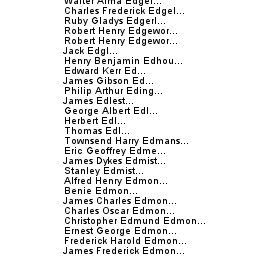 Walter Alma Edgel...
Charles Frederick Edgel...
Ruby Gladys Edgerl...
Robert Henry Edgewor...
Robert Henry Edgewor...
Jack Edgl...
Henry Benjamin Edhou...
Edward Kerr Ed...
James Gibson Ed...
Philip Arthur Eding...
James Edlest...
George Albert Edl...
Herbert Edl...
Thomas Edl...
Townsend Harry Edmans...
Eric Geoffrey Edme...
James Dykes Edmist...
Stanley Edmist...
Alfred Henry Edmon...
Benie Edmon...
James Charles Edmon...
Charles Oscar Edmon...
Christopher Edmund Edmon...
Ernest George Edmon...
Frederick Harold Edmon...
James Frederick Edmon...